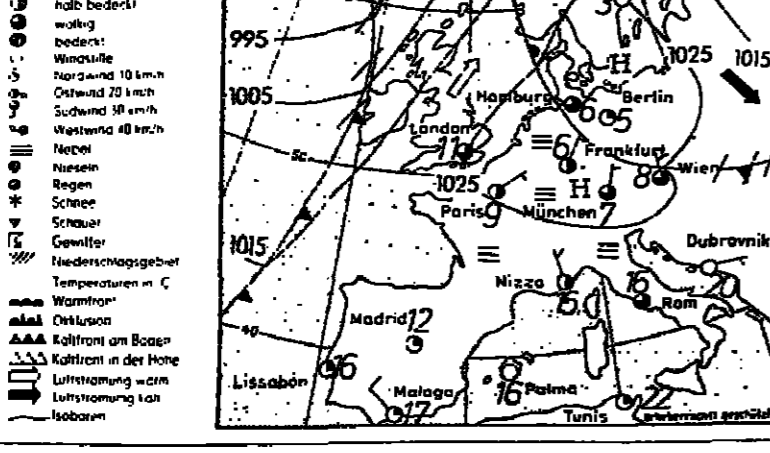 halb bedeckt
wolkig
bedeckt
Windstille
Nordwind 10 km/h
Ostwind 20 km/h
Südwind 30 km/h
Westwind 40 km/h
Nebel
Nieseln
Regen
Schnee
Schauer
Gewitter
Niederschlagsgebiet
Temperaturen in °C
Warmfront
Okklusion
Kaltfront am Boden
Kaltfront in der Höhe
Luftströmung warm
Luftströmung kalt
Isobaren
995
1005
1015
50
40
H
1025
1015
Hamburg
6
Berlin
5
London
11
6
Frankfurt
1025
8
Wien
Paris
9
H
München
7
Dubrovnik
Nizza
15
16
Rom
Madrid
12
Lissabon
16
Malaga
17
16
Palma
Tunis
22